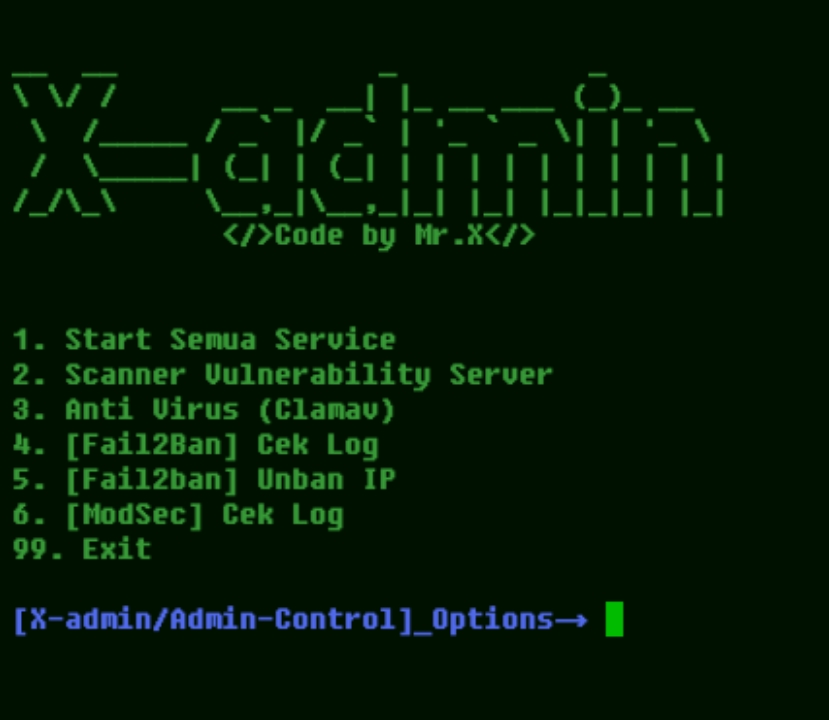 X-admin
</>Code by Mr.X</>
1. Start Semua Service
2. Scanner Vulnerability Server
3. Anti Virus (Clamav)
4. [Fail2Ban] Cek Log
5. [Fail2ban] Unban IP
6. [ModSec] Cek Log
99. Exit
[X-admin/Admin-Control]_Options→